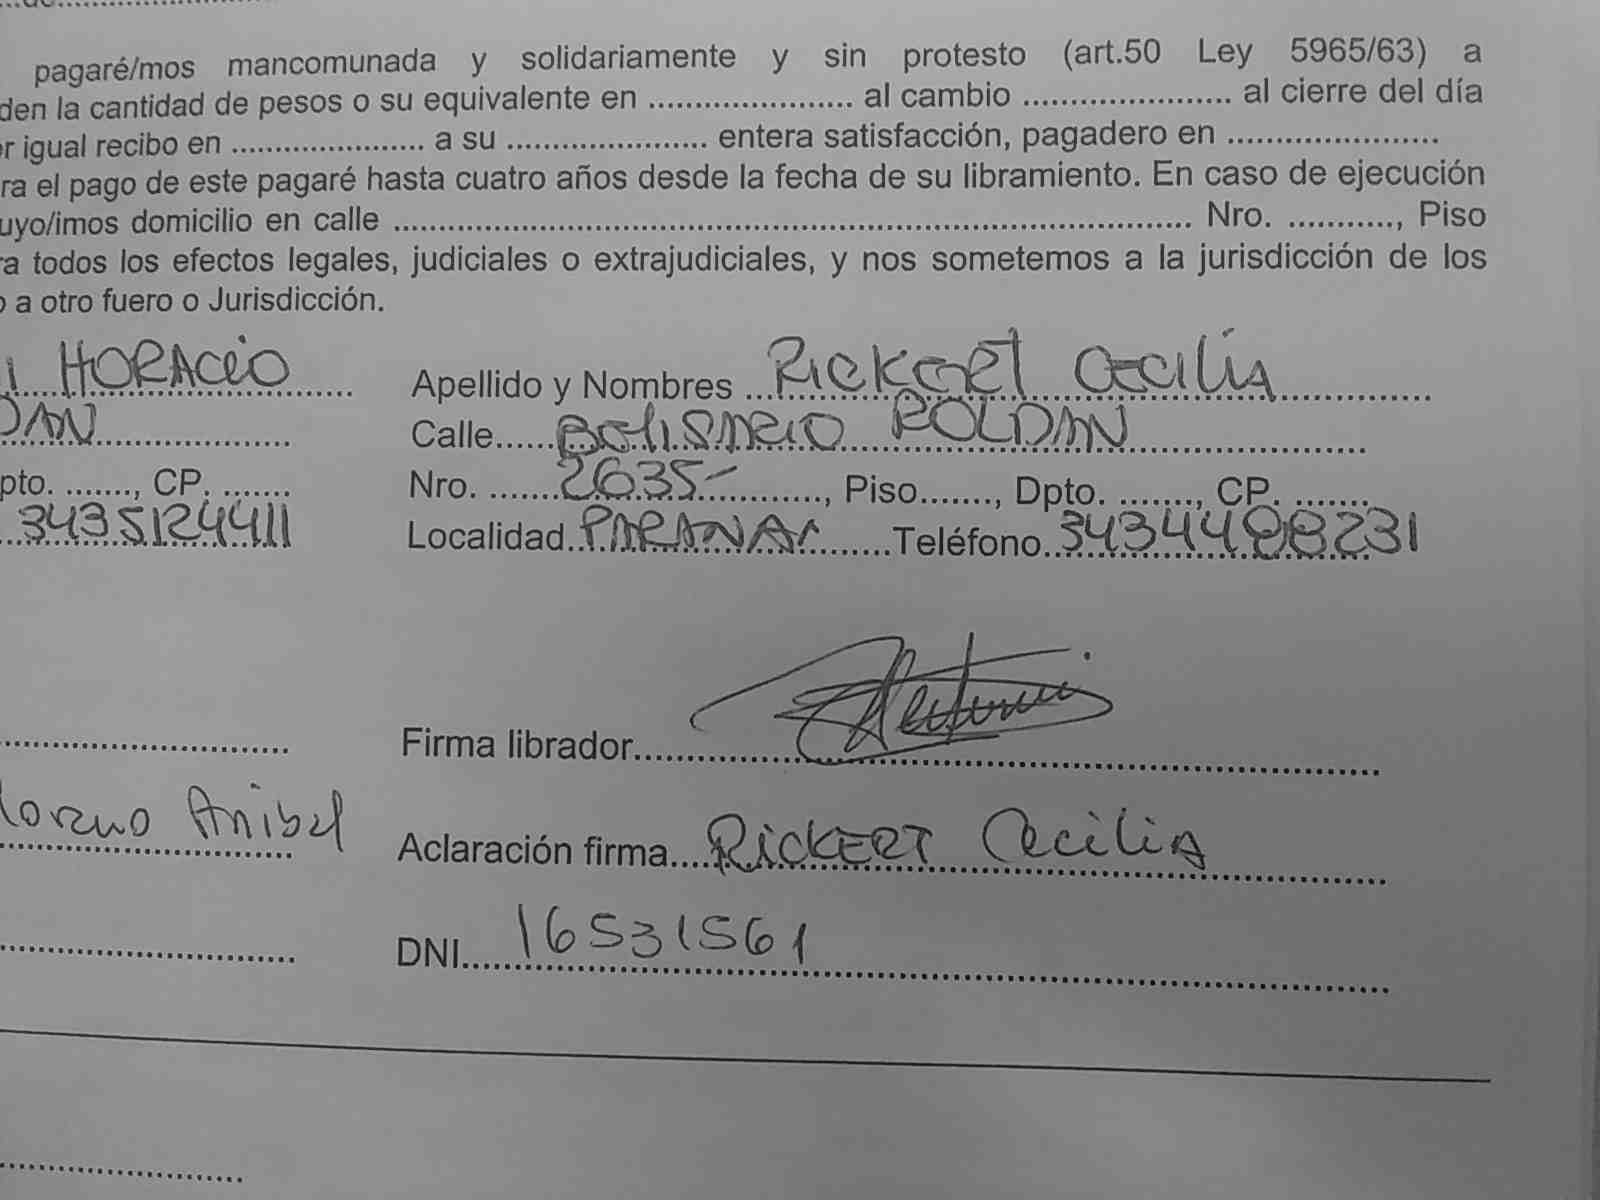 pagaré/mos mancomunada y solidariamente y sin protesto (art.50 Ley 5965/63) a
den la cantidad de pesos o su equivalente en ..................... al cambio ..................... al cierre del día
r igual recibo en .................... a su ..................... entera satisfacción, pagadero en ......................
ra el pago de este pagaré hasta cuatro años desde la fecha de su libramiento. En caso de ejecución
uyo/imos domicilio en calle ................................................................................ Nro. ..........., Piso
ra todos los efectos legales, judiciales o extrajudiciales, y nos sometemos a la jurisdicción de los
o a otro fuero o Jurisdicción.
I HORACIO
DAN
pto. ......., CP. .......
3435124411
Apellido y Nombres ... RICKERT CECILIA
Calle...... BELISARIO ROLDAN
Nro. ....... 2635- ............, Piso......., Dpto. ......., CP. .......
Localidad.. PARANA ..........Teléfono.. 3434488231
Firma librador...............
Aclaración firma.... RICKERT CECILIA
DNI... 16531561
Anibal